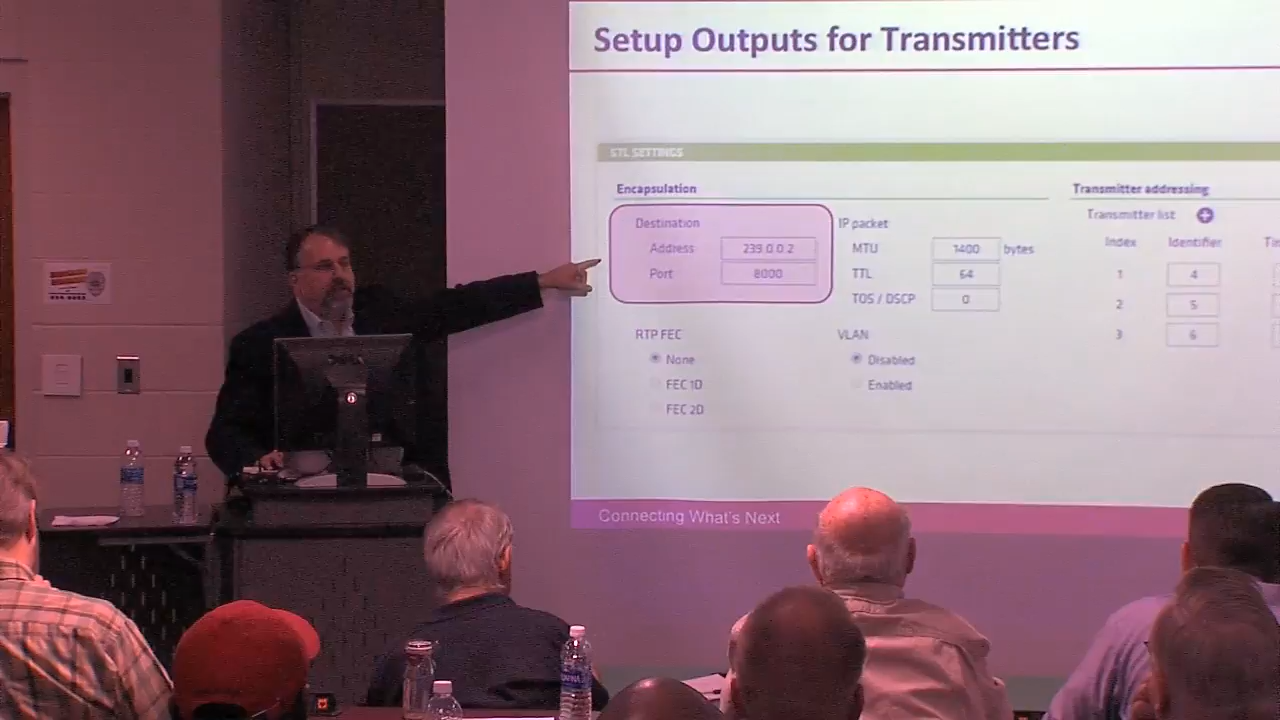 Setup Outputs for Transmitters
STL SETTINGS
Encapsulation
Transmitter addressing
Destination
IP packet
Transmitter list
Address 239.0.0.2
MTU 1400 bytes
Index Identifier
Port 8000
TTL 64
1 4
TOS / DSCP 0
2 5
RTP FEC
VLAN
3 6
None
Disabled
FEC 1D
Enabled
FEC 2D
Connecting What's Next